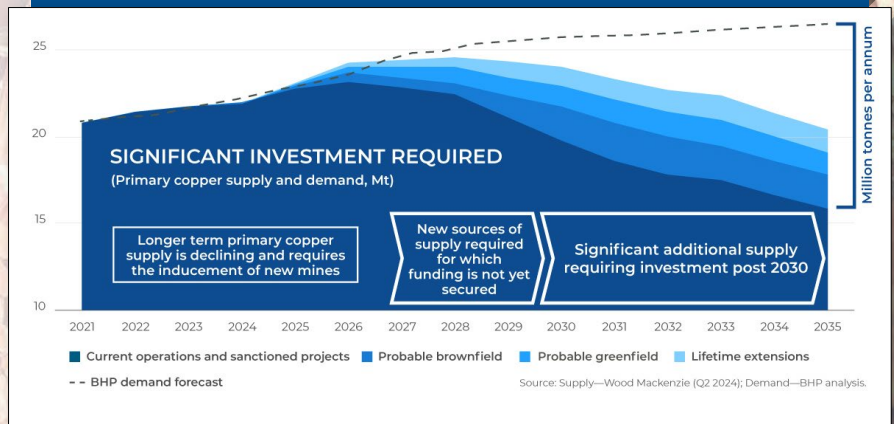 25
20
15
10
SIGNIFICANT INVESTMENT REQUIRED
(Primary copper supply and demand, Mt)
Million tonnes per annum
Longer term primary copper
supply is declining and requires
the inducement of new mines
New sources of
supply required
for which
funding is not yet
secured
Significant additional supply
requiring investment post 2030
2021 2022 2023 2024 2025 2026 2027 2028 2029 2030 2031 2032 2033 2034 2035
Current operations and sanctioned projects Probable brownfield Probable greenfield Lifetime extensions
BHP demand forecast
Source: Supply—Wood Mackenzie (Q2 2024); Demand—BHP analysis.